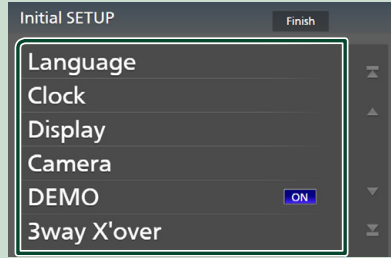 Initial SETUP Finish
Language
Clock
Display
Camera
DEMO ON
3way X'over